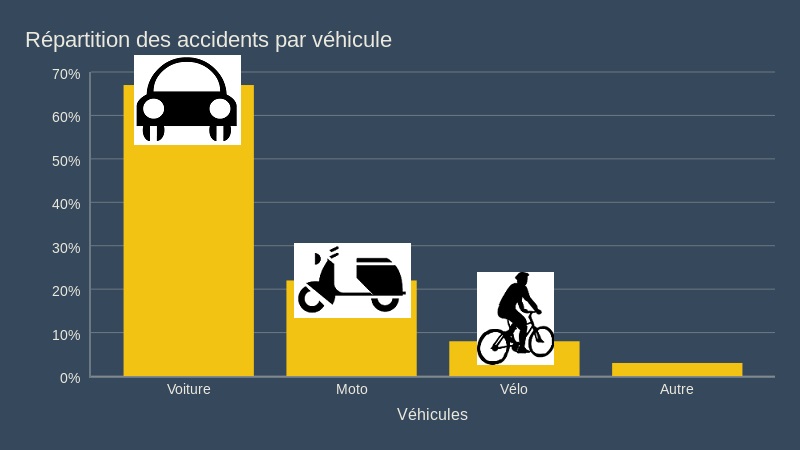 Répartition des accidents par véhicule
70%
60%
50%
40%
30%
20%
10%
0%
Voiture Moto Vélo Autre
Véhicules